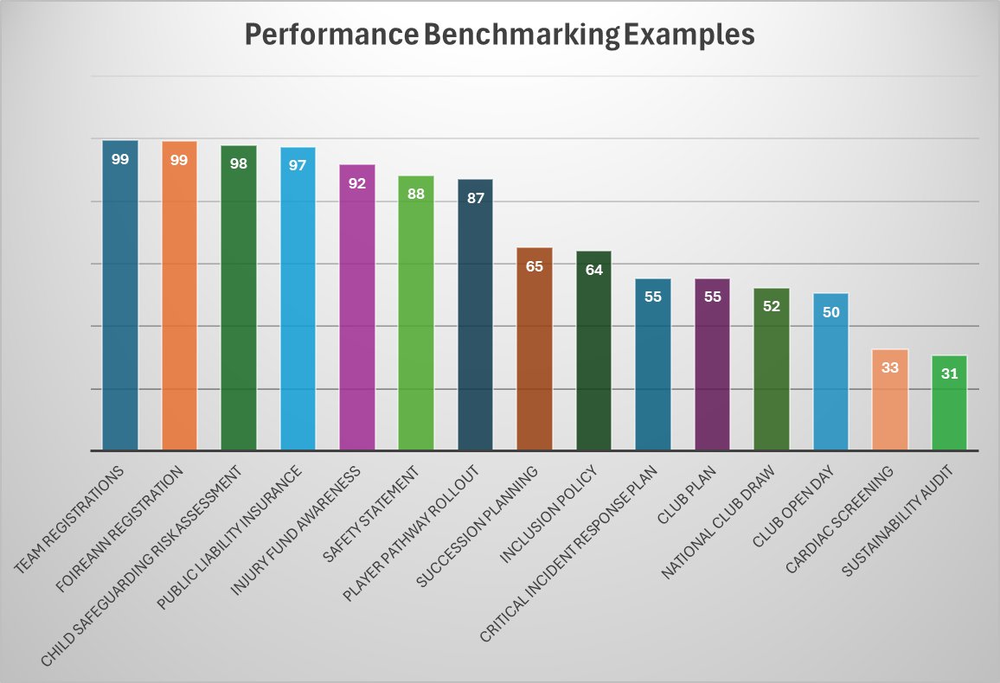 Performance Benchmarking Examples
99
99
98
97
92
88
87
65
64
55
55
52
50
33
31
TEAM REGISTRATIONS
FOIREANN REGISTRATION
CHILD SAFEGUARDING RISK ASSESSMENT
PUBLIC LIABILITY INSURANCE
INJURY FUND AWARENESS
SAFETY STATEMENT
PLAYER PATHWAY ROLLOUT
SUCCESSION PLANNING
INCLUSION POLICY
CRITICAL INCIDENT RESPONSE PLAN
CLUB PLAN
NATIONAL CLUB DRAW
CLUB OPEN DAY
CARDIAC SCREENING
SUSTAINABILITY AUDIT